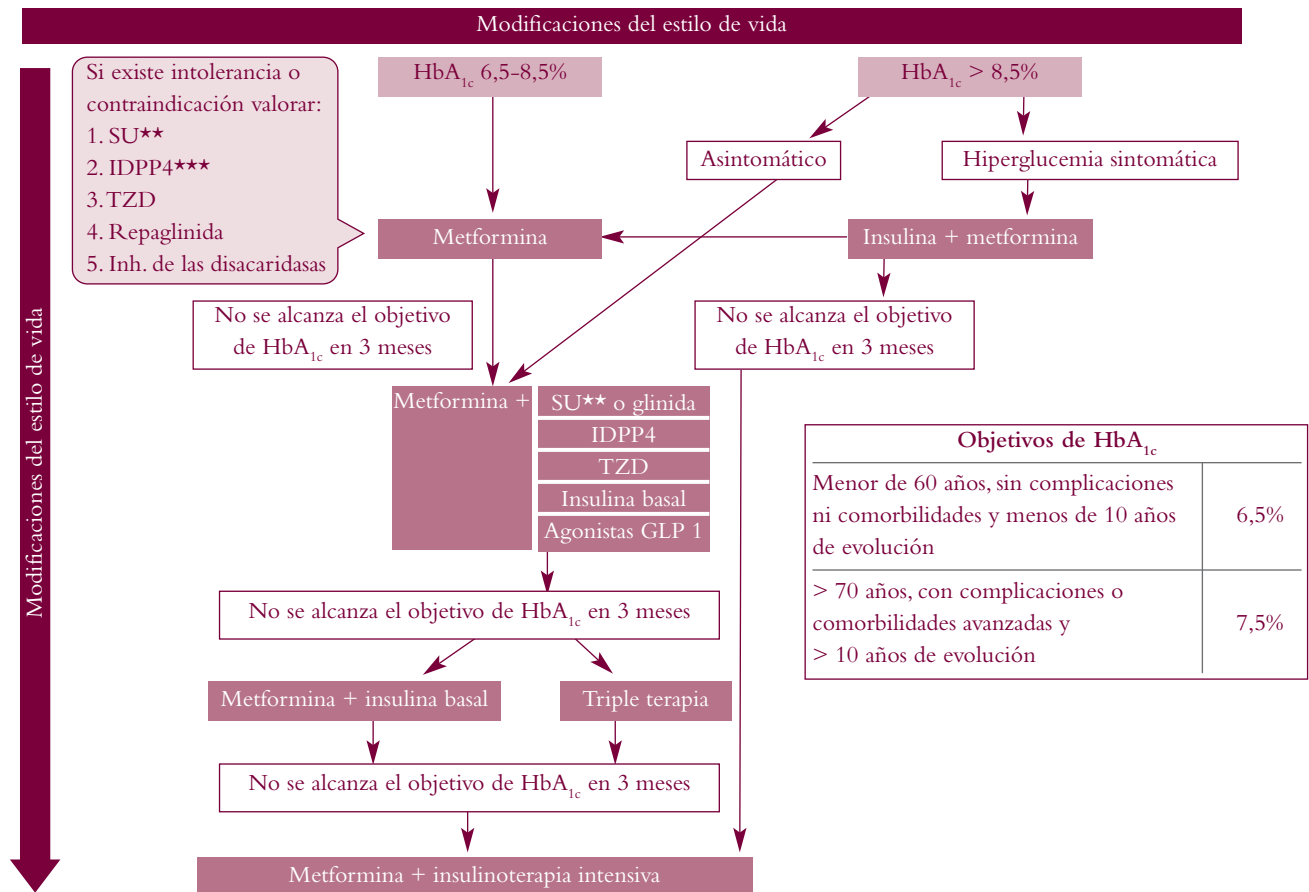 Modificaciones del estilo de vida
Modificaciones del estilo de vida
Si existe intolerancia o
contraindicación valorar:
1. SU★★
2. IDPP4★★★
3. TZD
4. Repaglinida
5. Inh. de las disacaridasas
HbA1c 6,5-8,5%
HbA1c > 8,5%
Asintomático
Hiperglucemia sintomática
Metformina
Insulina + metformina
No se alcanza el objetivo
de HbA1c en 3 meses
No se alcanza el objetivo
de HbA1c en 3 meses
Metformina +
SU★★ o glinida
IDPP4
TZD
Insulina basal
Agonistas GLP 1
No se alcanza el objetivo de HbA1c en 3 meses
Metformina + insulina basal
Triple terapia
No se alcanza el objetivo de HbA1c en 3 meses
Metformina + insulinoterapia intensiva
Objetivos de HbA1c
Menor de 60 años, sin complicaciones
ni comorbilidades y menos de 10 años
de evolución
6,5%
> 70 años, con complicaciones o
comorbilidades avanzadas y
> 10 años de evolución
7,5%